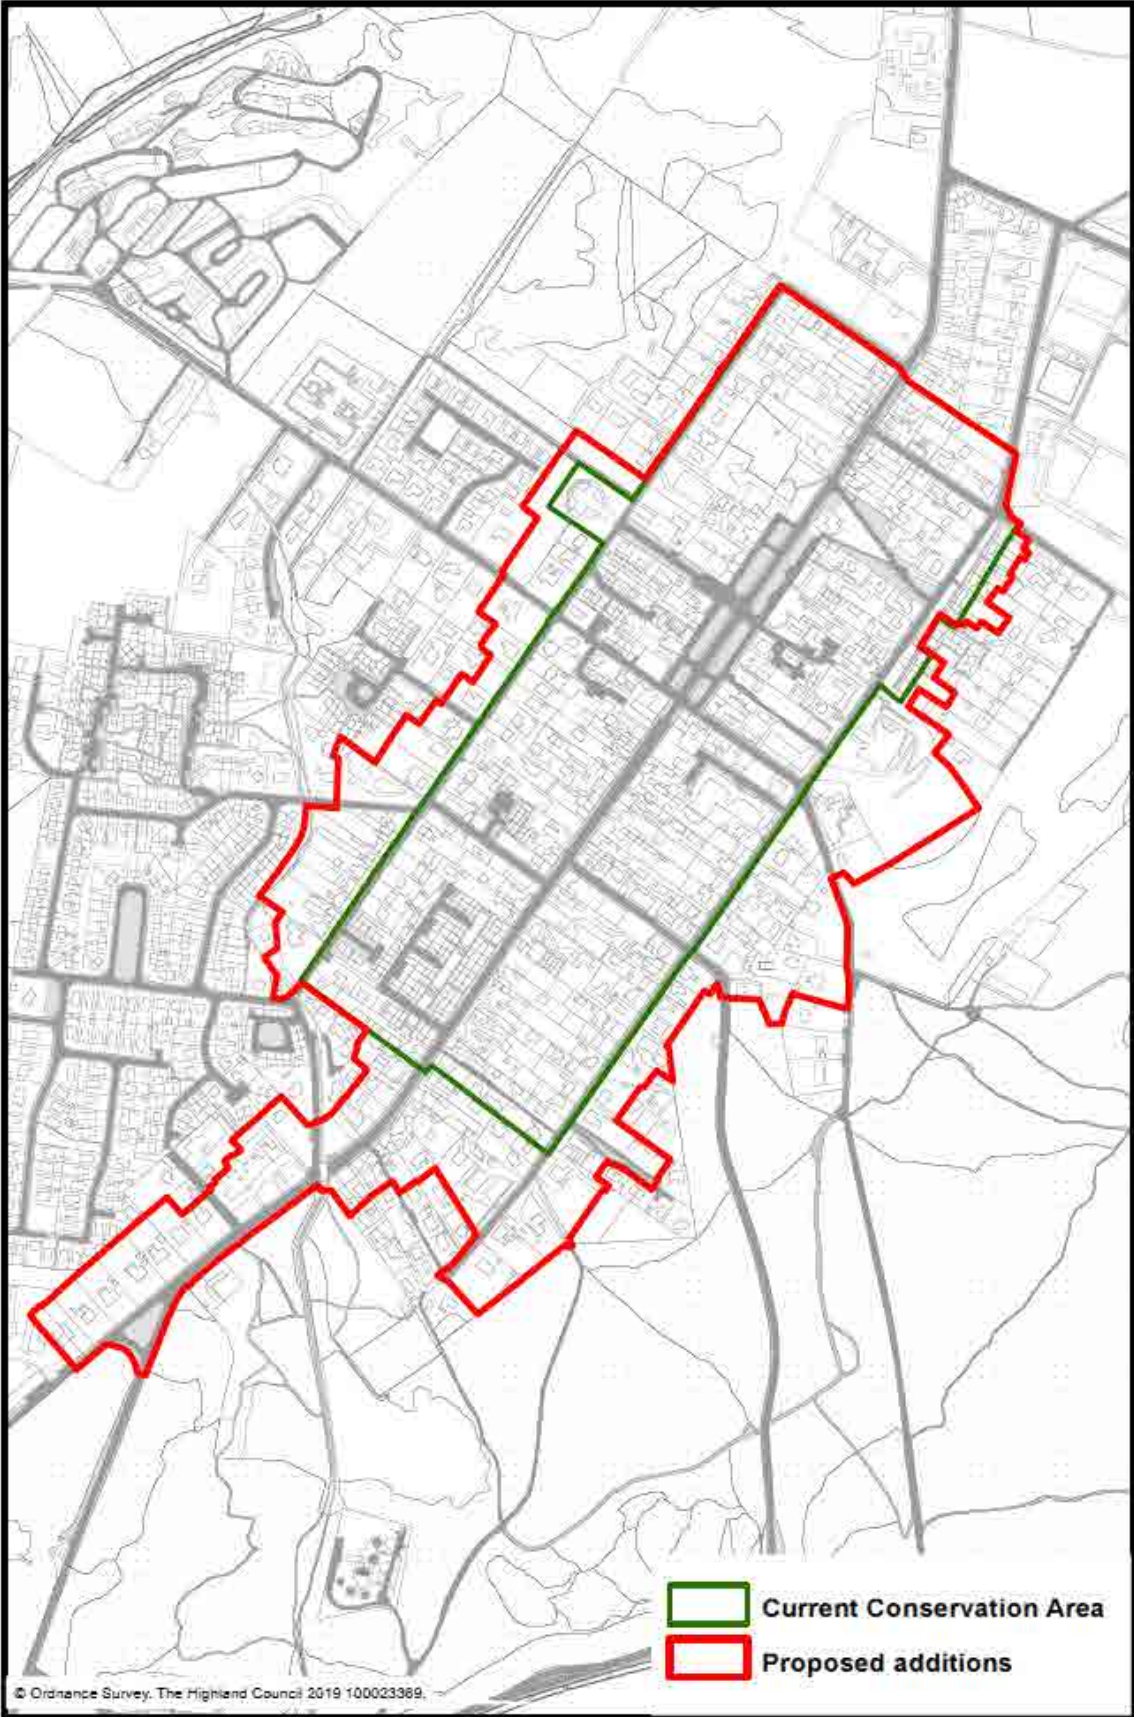 Current Conservation Area
Proposed additions
© Ordnance Survey. The Highland Council 2019 100023369.